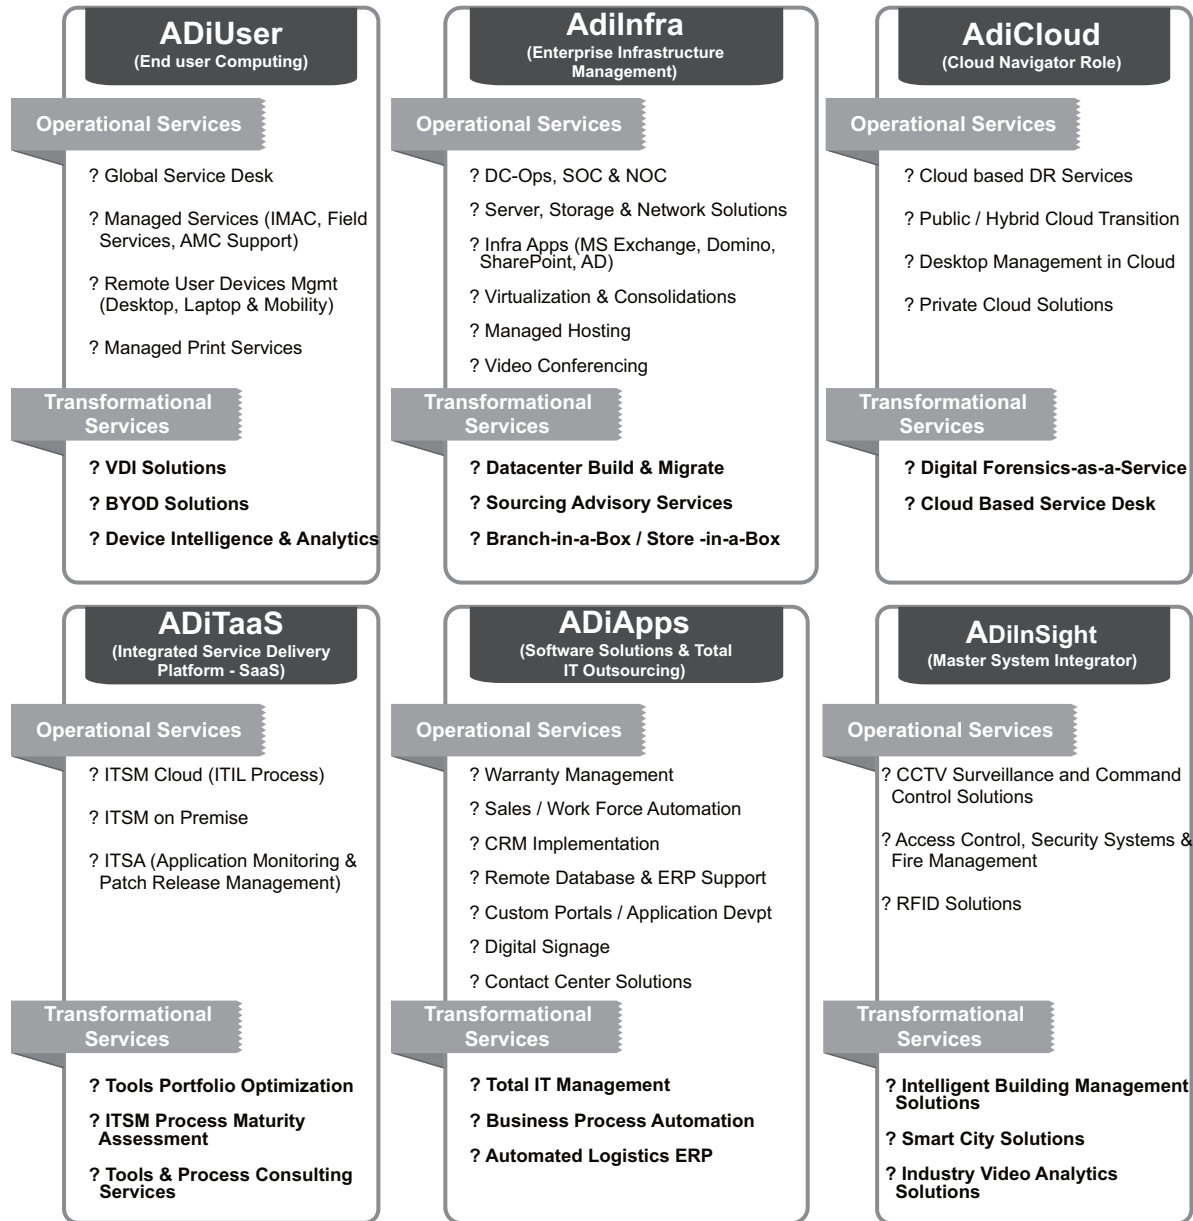 ADiUser
(End user Computing)
Operational Services
? Global Service Desk
? Managed Services (IMAC, Field
Services, AMC Support)
? Remote User Devices Mgmt
(Desktop, Laptop & Mobility)
? Managed Print Services
Transformational
Services
? VDI Solutions
? BYOD Solutions
? Device Intelligence & Analytics
AdiInfra
(Enterprise Infrastructure
Management)
Operational Services
? DC-Ops, SOC & NOC
? Server, Storage & Network Solutions
? Infra Apps (MS Exchange, Domino,
SharePoint, AD)
? Virtualization & Consolidations
? Managed Hosting
? Video Conferencing
Transformational
Services
? Datacenter Build & Migrate
? Sourcing Advisory Services
? Branch-in-a-Box / Store -in-a-Box
AdiCloud
(Cloud Navigator Role)
Operational Services
? Cloud based DR Services
? Public / Hybrid Cloud Transition
? Desktop Management in Cloud
? Private Cloud Solutions
Transformational
Services
? Digital Forensics-as-a-Service
? Cloud Based Service Desk
ADiTaaS
(Integrated Service Delivery
Platform - SaaS)
Operational Services
? ITSM Cloud (ITIL Process)
? ITSM on Premise
? ITSA (Application Monitoring &
Patch Release Management)
Transformational
Services
? Tools Portfolio Optimization
? ITSM Process Maturity
Assessment
? Tools & Process Consulting
Services
ADiApps
(Software Solutions & Total
IT Outsourcing)
Operational Services
? Warranty Management
? Sales / Work Force Automation
? CRM Implementation
? Remote Database & ERP Support
? Custom Portals / Application Devpt
? Digital Signage
? Contact Center Solutions
Transformational
Services
? Total IT Management
? Business Process Automation
? Automated Logistics ERP
ADiInSight
(Master System Integrator)
Operational Services
? CCTV Surveillance and Command
Control Solutions
? Access Control, Security Systems &
Fire Management
? RFID Solutions
Transformational
Services
? Intelligent Building Management
Solutions
? Smart City Solutions
? Industry Video Analytics
Solutions